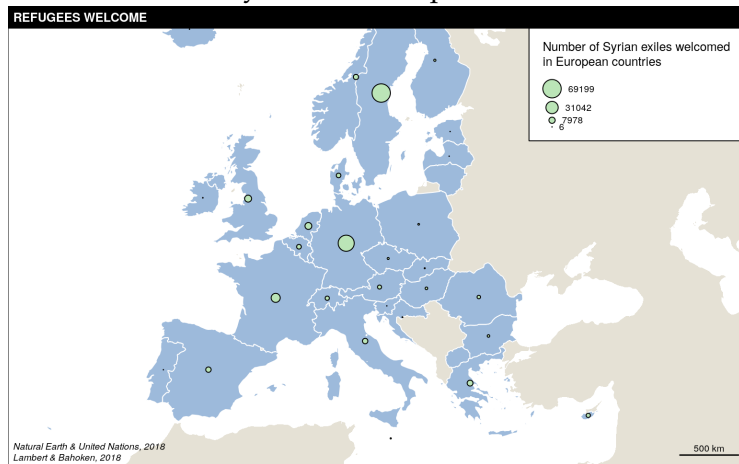 REFUGEES WELCOME
Number of Syrian exiles welcomed
in European countries
69199
31042
7978
6
Natural Earth & United Nations, 2018
Lambert & Bahoken, 2018
500 km